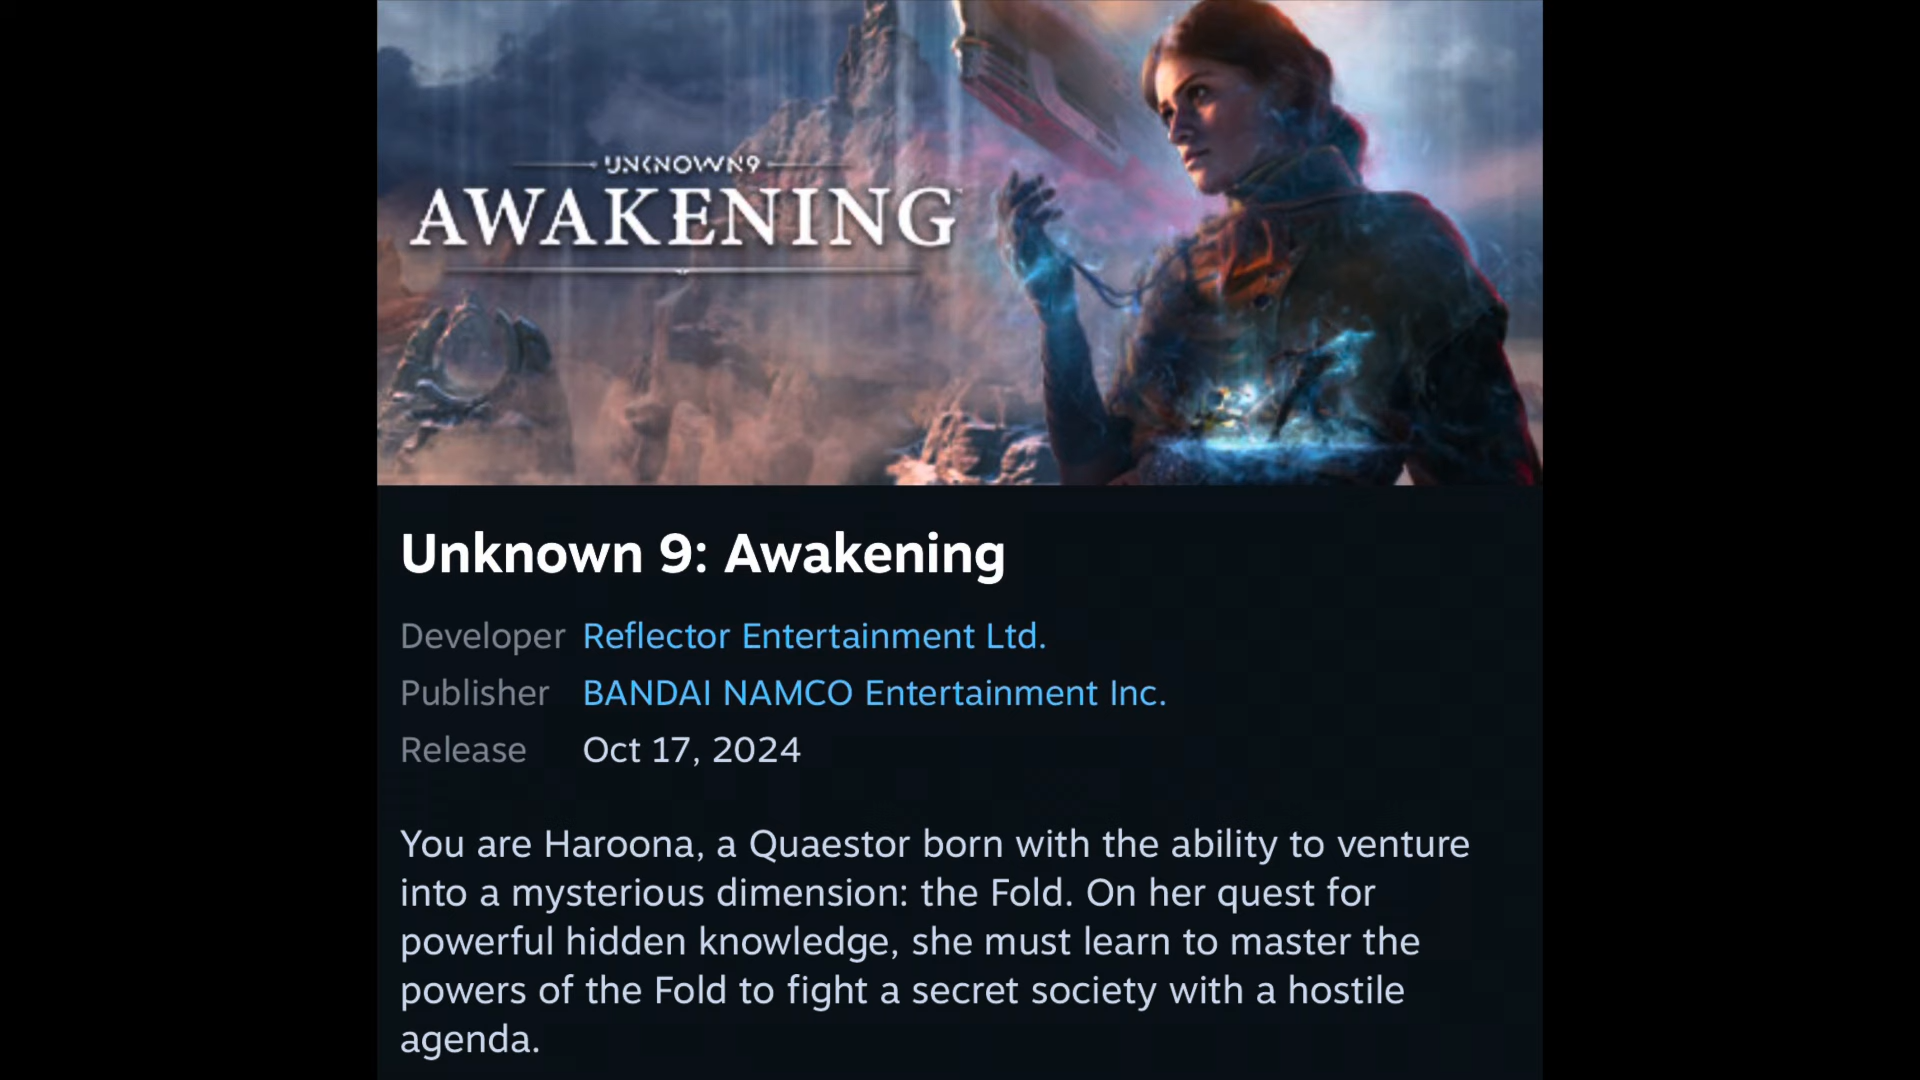 UNKNOWN9
AWAKENING
Unknown 9: Awakening
Developer Reflector Entertainment Ltd.
Publisher BANDAI NAMCO Entertainment Inc.
Release Oct 17, 2024
You are Haroona, a Quaestor born with the ability to venture
into a mysterious dimension: the Fold. On her quest for
powerful hidden knowledge, she must learn to master the
powers of the Fold to fight a secret society with a hostile
agenda.